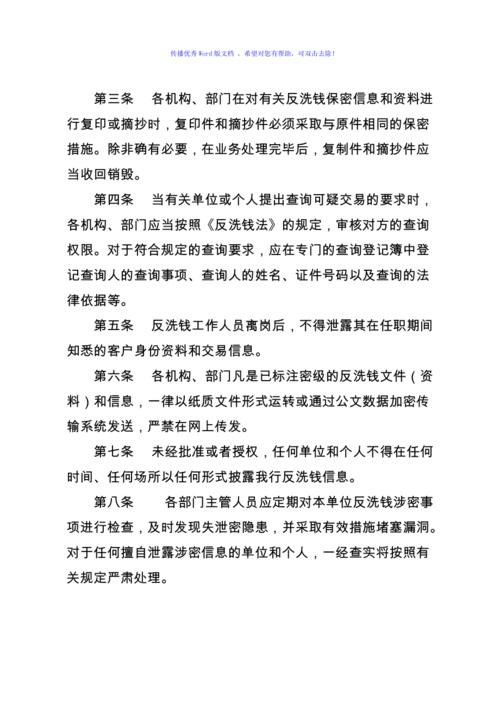 传播优秀Word版文档 ，希望对您有帮助，可双击去除！
第三条 各机构、部门在对有关反洗钱保密信息和资料进
行复印或摘抄时，复印件和摘抄件必须采取与原件相同的保密
措施。除非确有必要，在业务处理完毕后，复制件和摘抄件应
当收回销毁。
第四条 当有关单位或个人提出查询可疑交易的要求时，
各机构、部门应当按照《反洗钱法》的规定，审核对方的查询
权限。对于符合规定的查询要求，应在专门的查询登记簿中登
记查询人的查询事项、查询人的姓名、证件号码以及查询的法
律依据等。
第五条 反洗钱工作人员离岗后，不得泄露其在任职期间
知悉的客户身份资料和交易信息。
第六条 各机构、部门凡是已标注密级的反洗钱文件（资
料）和信息，一律以纸质文件形式运转或通过公文数据加密传
输系统发送，严禁在网上传发。
第七条 未经批准或者授权，任何单位和个人不得在任何
时间、任何场所以任何形式披露我行反洗钱信息。
第八条 各部门主管人员应定期对本单位反洗钱涉密事
项进行检查，及时发现失泄密隐患，并采取有效措施堵塞漏洞。
对于任何擅自泄露涉密信息的单位和个人，一经查实将按照有
关规定严肃处理。